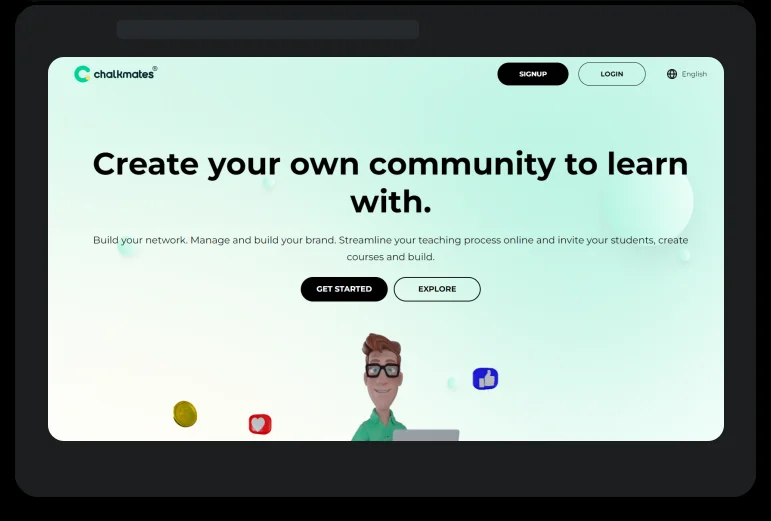 chalkmates®
SIGNUP
LOGIN
English
Create your own community to learn
with.
Build your network. Manage and build your brand. Streamline your teaching process online and invite your students, create
courses and build.
GET STARTED
EXPLORE